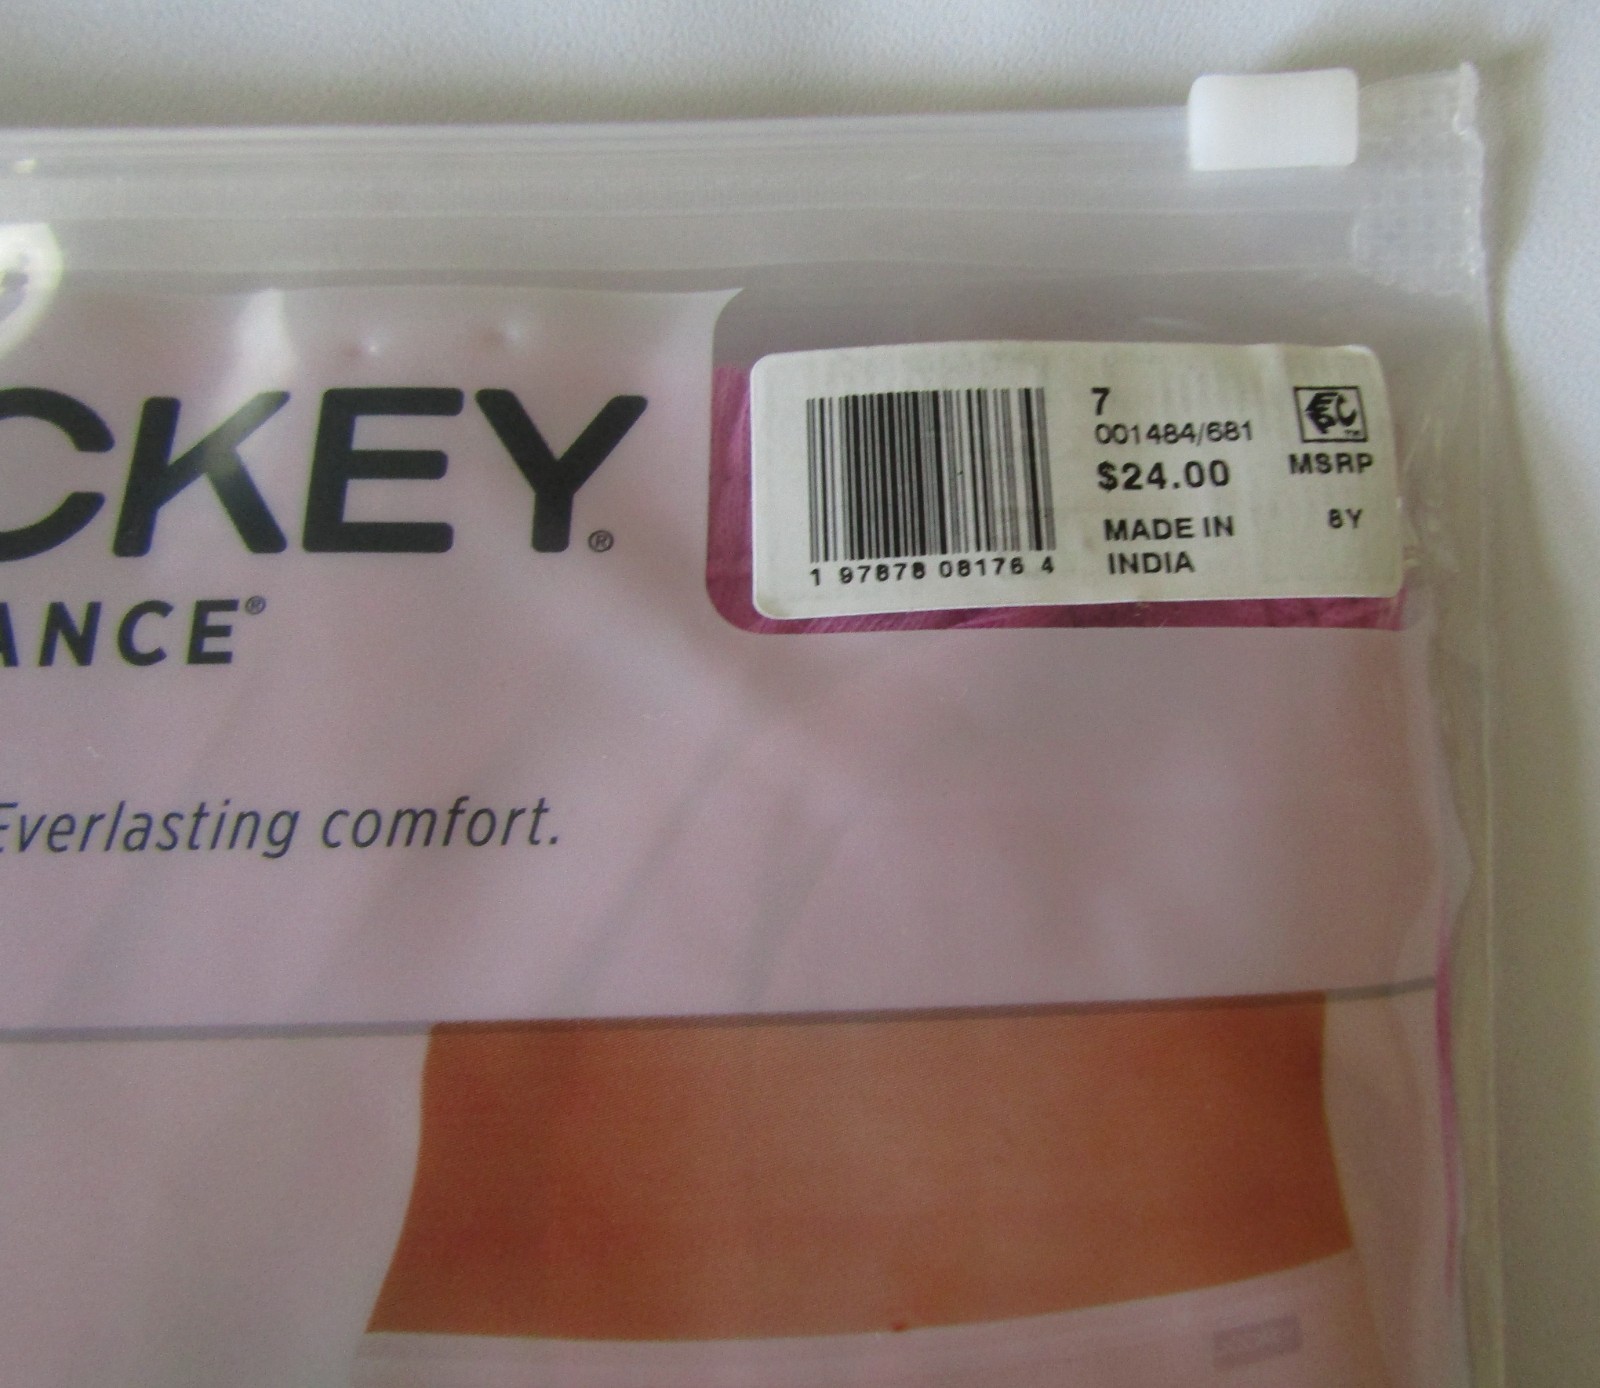 CKEY®
ANCE®
Everlasting comfort.
7
001484/681
$24.00
MSRP
MADE IN
INDIA
8Y
1 97878 08176 4